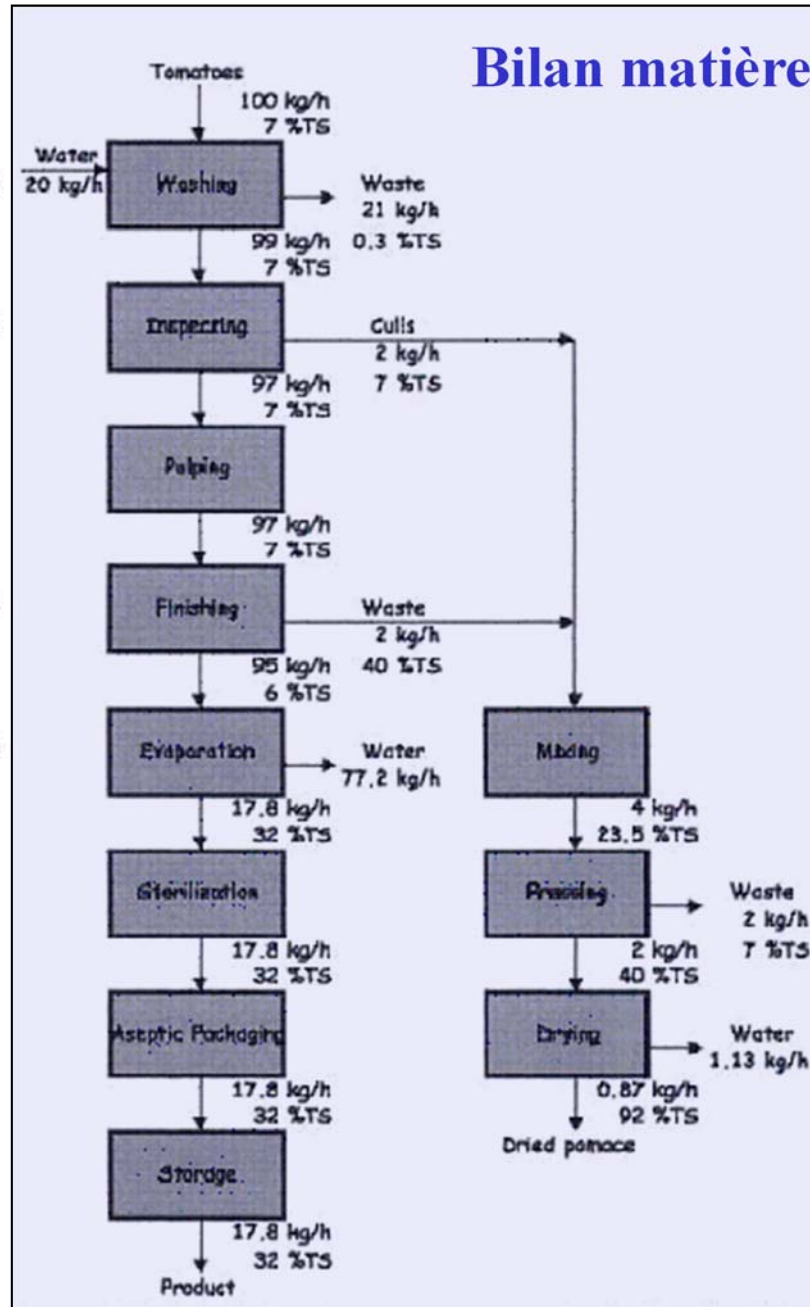 Bilan matière
Tomatoes
100 kg/h
7 %TS
Water
20 kg/h
Washing
Waste
21 kg/h
0.3 %TS
99 kg/h
7 %TS
Inspecting
Culls
2 kg/h
7 %TS
97 kg/h
7 %TS
Pulping
97 kg/h
7 %TS
Finishing
Waste
2 kg/h
40 %TS
95 kg/h
6 %TS
Evaporation
Water
77.2 kg/h
Mixing
17.8 kg/h
32 %TS
4 kg/h
23.5 %TS
Sterilization
Pressing
Waste
2 kg/h
7 %TS
17.8 kg/h
32 %TS
2 kg/h
40 %TS
Aseptic Packaging
Drying
Water
1.13 kg/h
17.8 kg/h
32 %TS
0.87 kg/h
92 %TS
Dried pomace
Storage
17.8 kg/h
32 %TS
Product